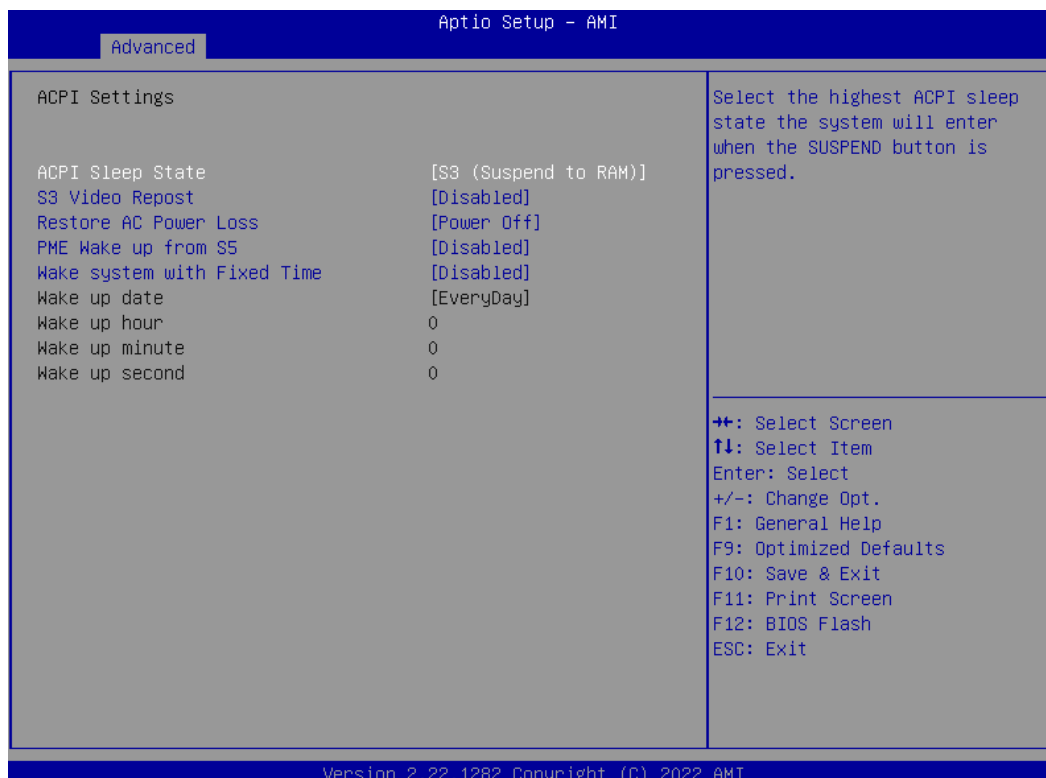 Aptio Setup - AMI
Advanced
ACPI Settings
ACPI Sleep State [S3 (Suspend to RAM)]
S3 Video Repost [Disabled]
Restore AC Power Loss [Power Off]
PME Wake up from S5 [Disabled]
Wake system with Fixed Time [Disabled]
Wake up date [EveryDay]
Wake up hour 0
Wake up minute 0
Wake up second 0
Select the highest ACPI sleep
state the system will enter
when the SUSPEND button is
pressed.
→←: Select Screen
↑↓: Select Item
Enter: Select
+/-: Change Opt.
F1: General Help
F9: Optimized Defaults
F10: Save & Exit
F11: Print Screen
F12: BIOS Flash
ESC: Exit
Version 2.22.1282 Copyright (C) 2022 AMI